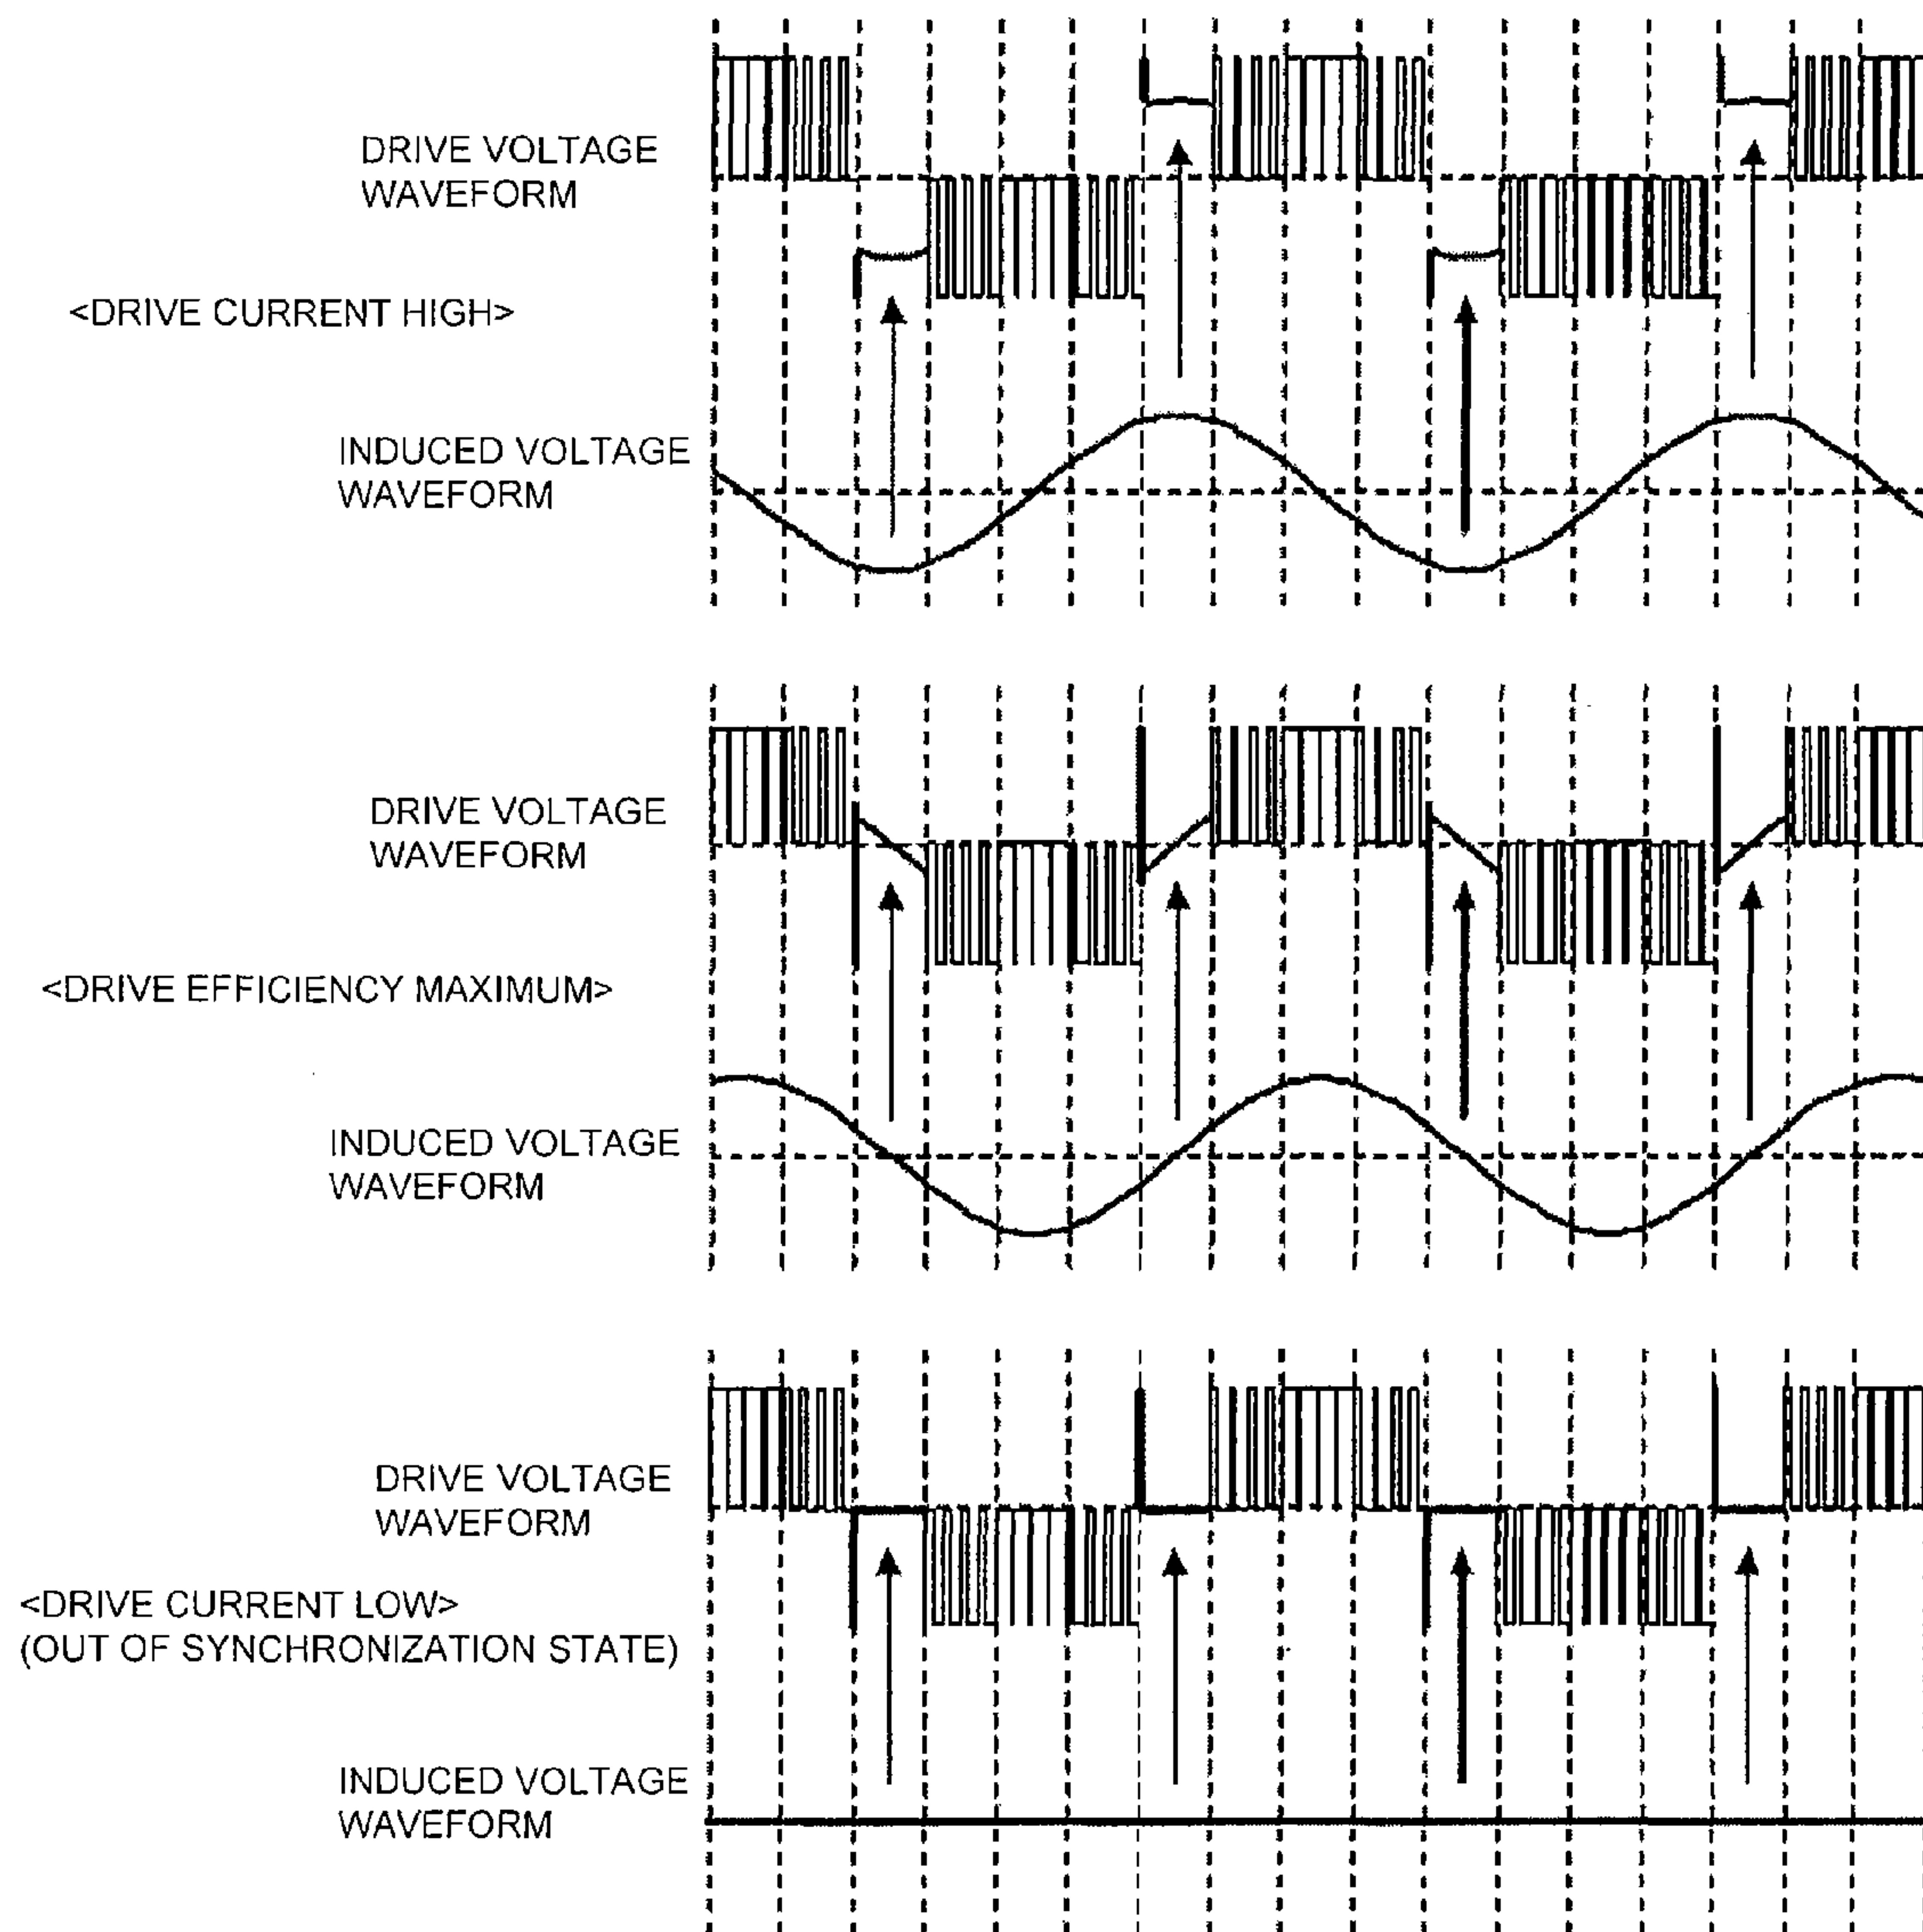 DRIVE VOLTAGE
WAVEFORM
<DRIVE CURRENT HIGH>
INDUCED VOLTAGE
WAVEFORM
DRIVE VOLTAGE
WAVEFORM
<DRIVE EFFICIENCY MAXIMUM>
INDUCED VOLTAGE
WAVEFORM
DRIVE VOLTAGE
WAVEFORM
<DRIVE CURRENT LOW>
(OUT OF SYNCHRONIZATION STATE)
INDUCED VOLTAGE
WAVEFORM